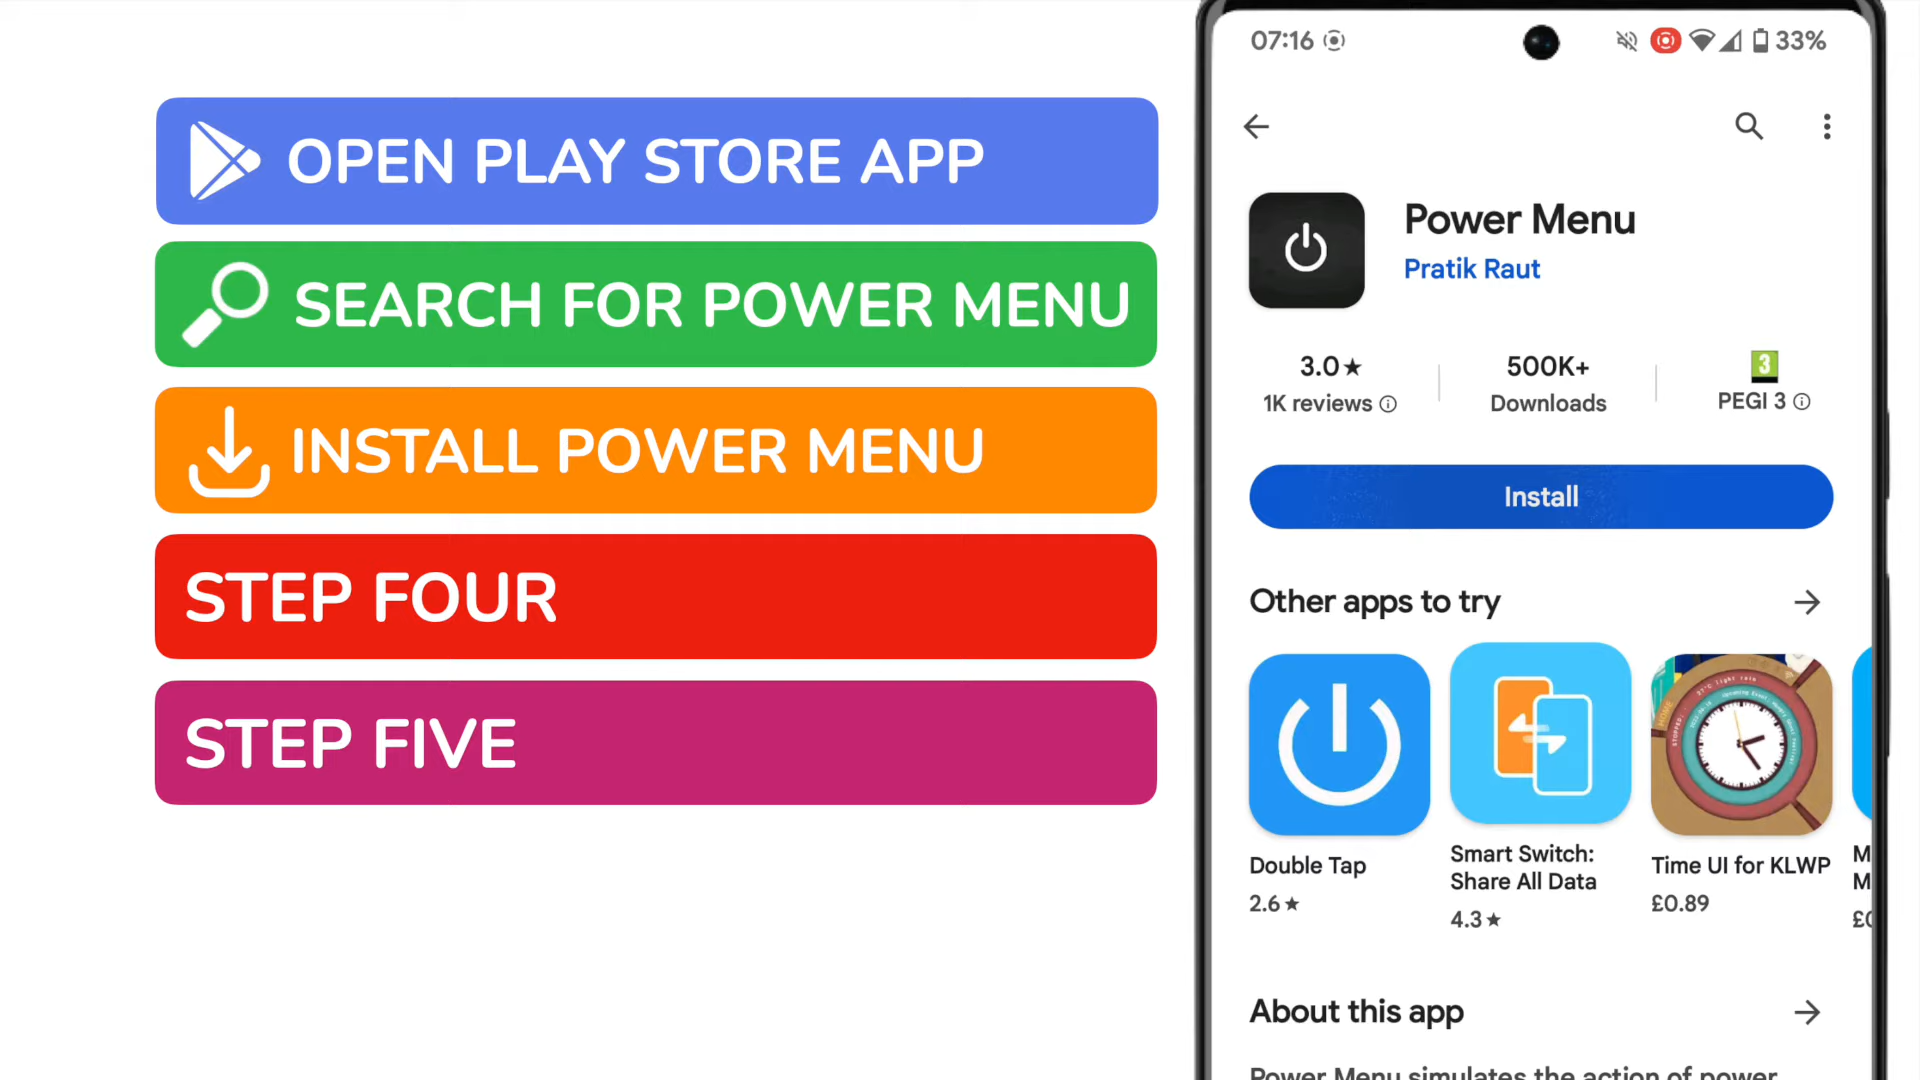 OPEN PLAY STORE APP
SEARCH FOR POWER MENU
INSTALL POWER MENU
STEP FOUR
STEP FIVE
07:16
33%
Power Menu
Pratik Raut
3.0★
1K reviews
500K+
Downloads
3
PEGI 3
Install
Other apps to try
Double Tap
2.6★
Smart Switch:
Share All Data
4.3★
Time UI for KLWP
£0.89
M
M
£0
About this app
Power Menu simulates the action of power